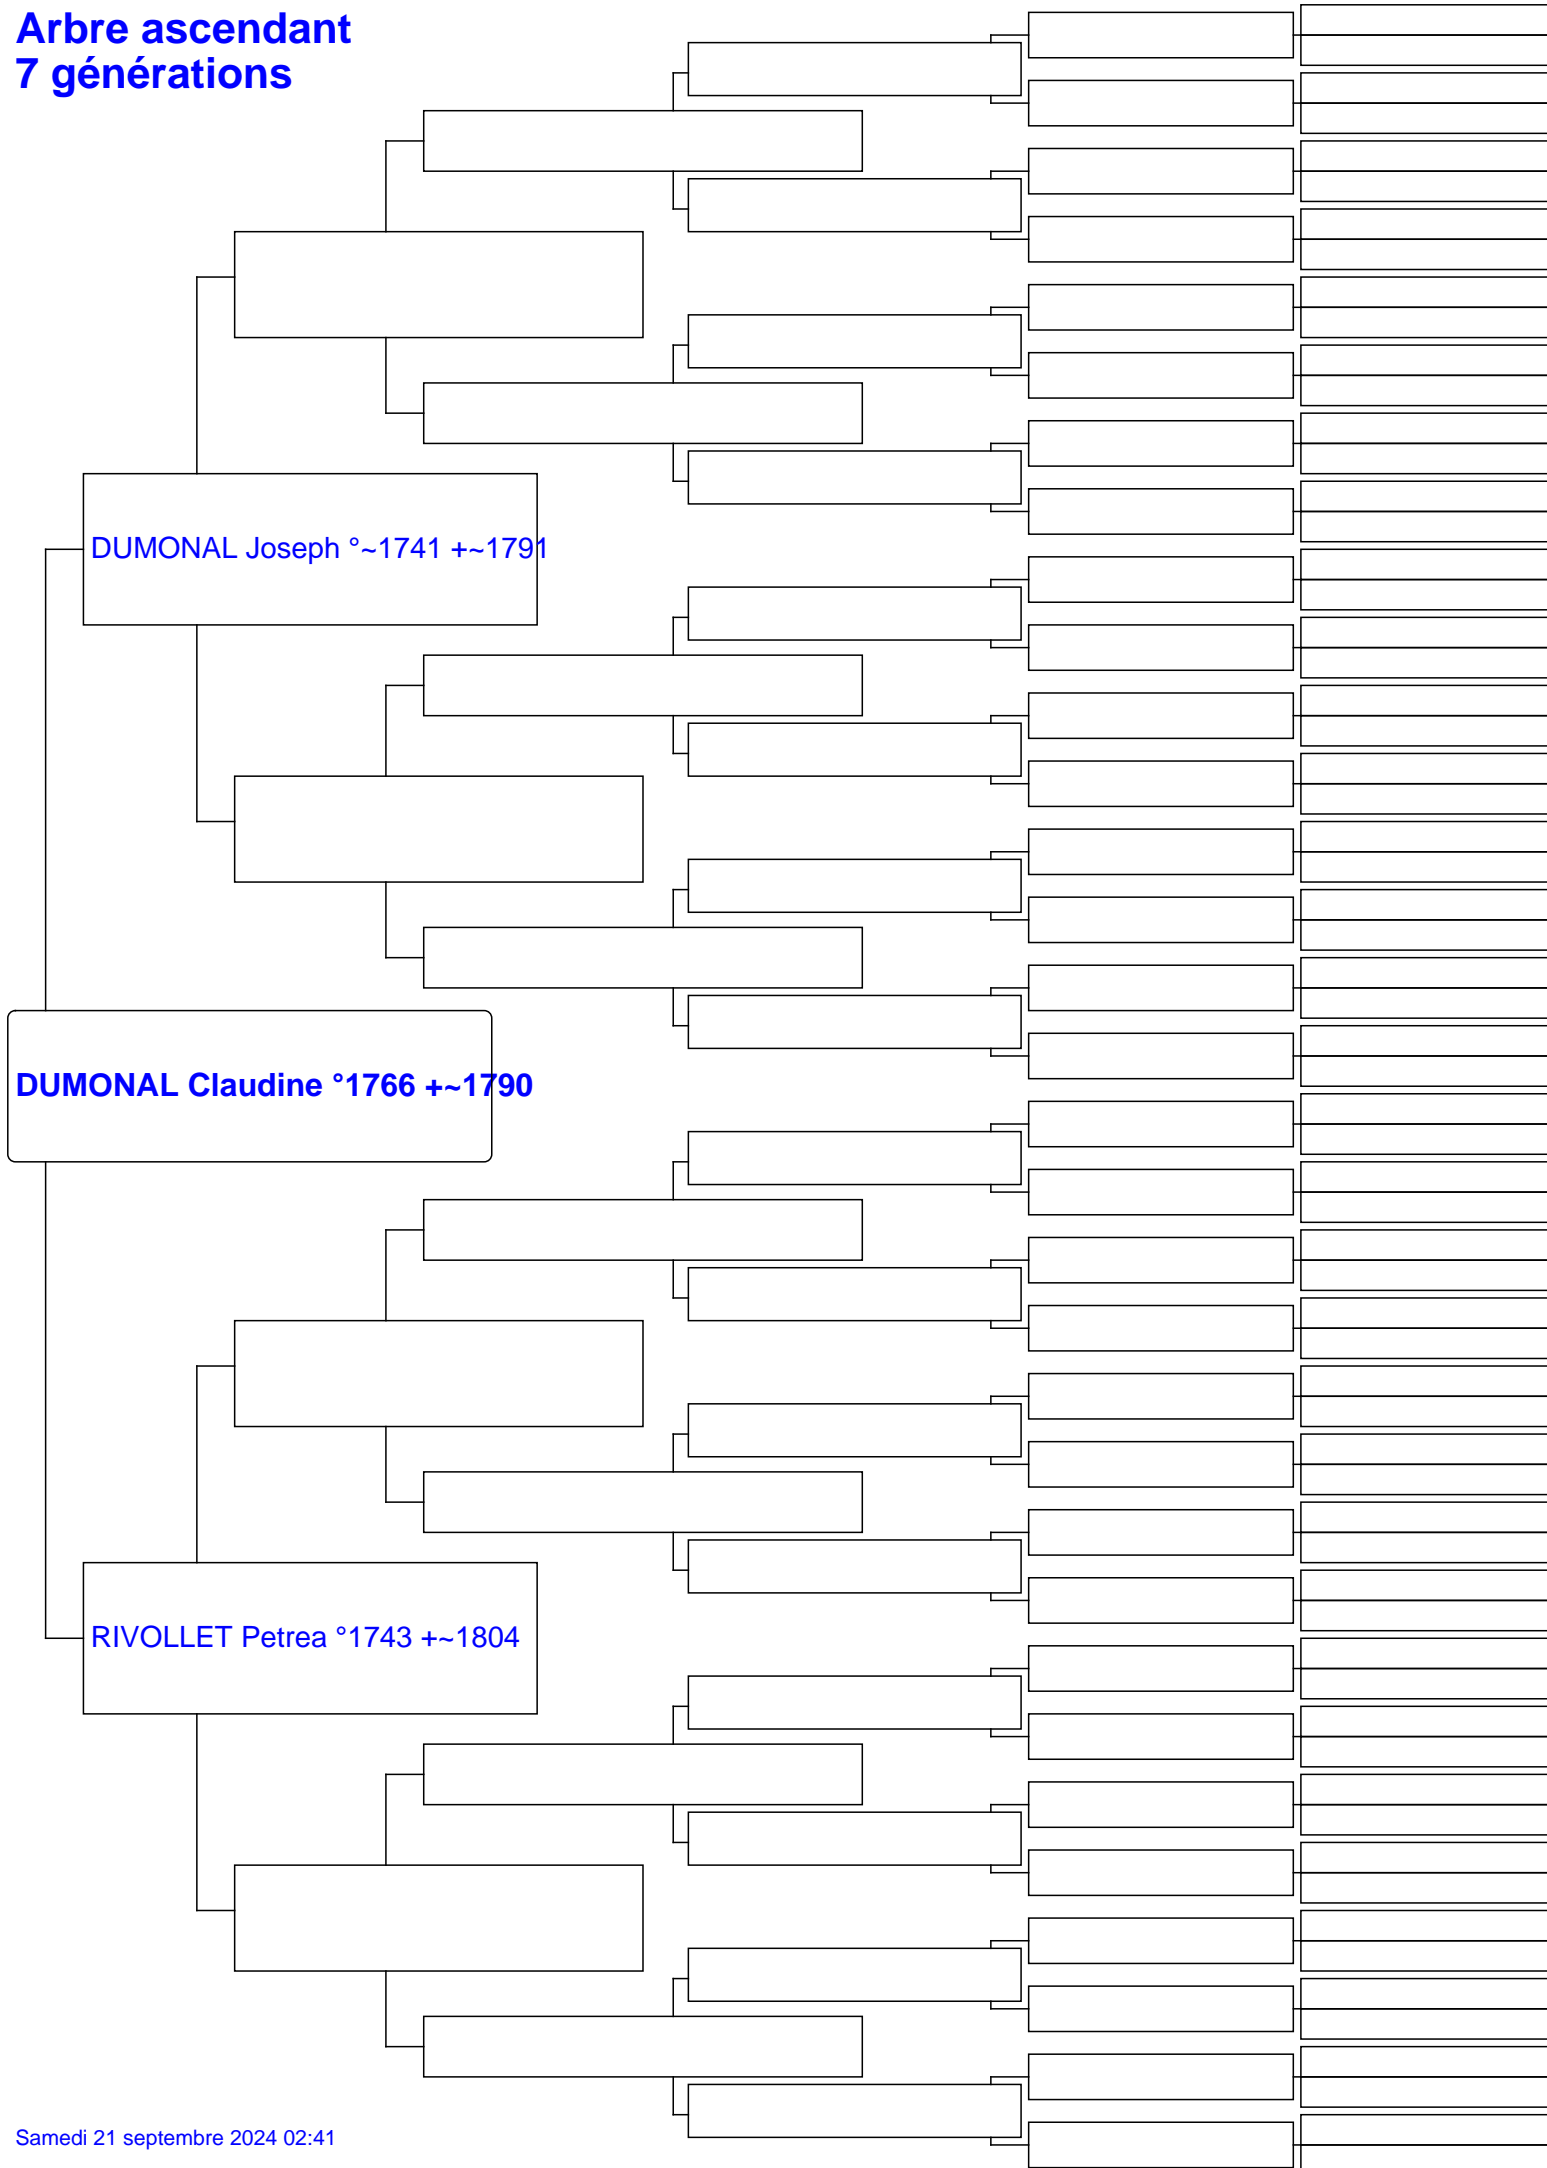 Arbre ascendant
7 générations
DUMONAL Joseph °~1741 +~1791
DUMONAL Claudine °1766 +~1790
RIVOLLET Petrea °1743 +~1804
Samedi 21 septembre 2024 02:41